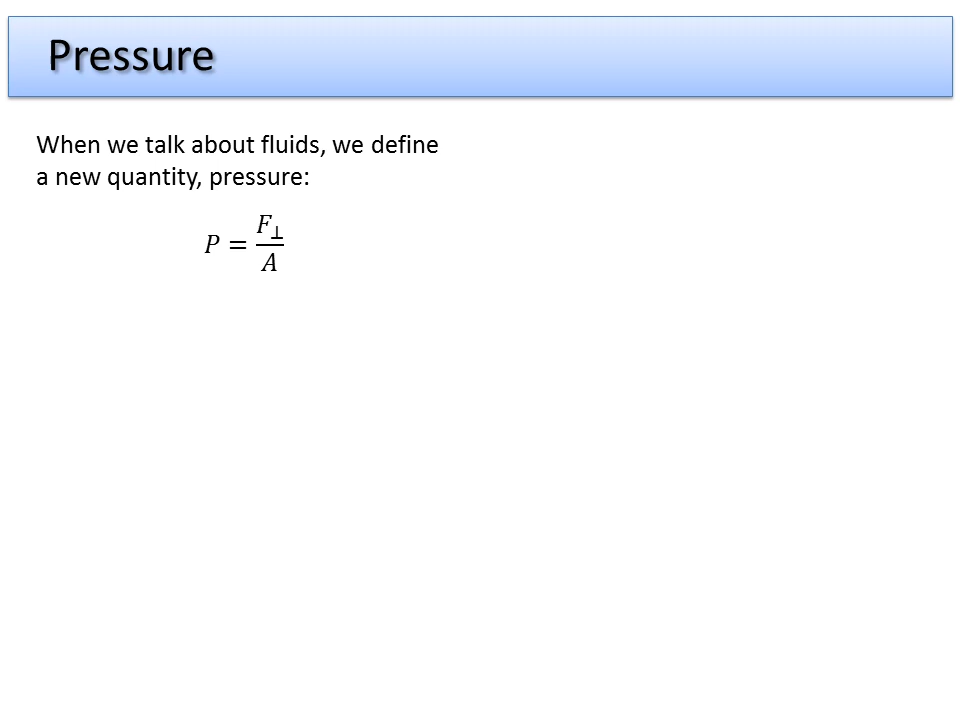 Pressure
When we talk about fluids, we define
a new quantity, pressure:
P = F⊥/A